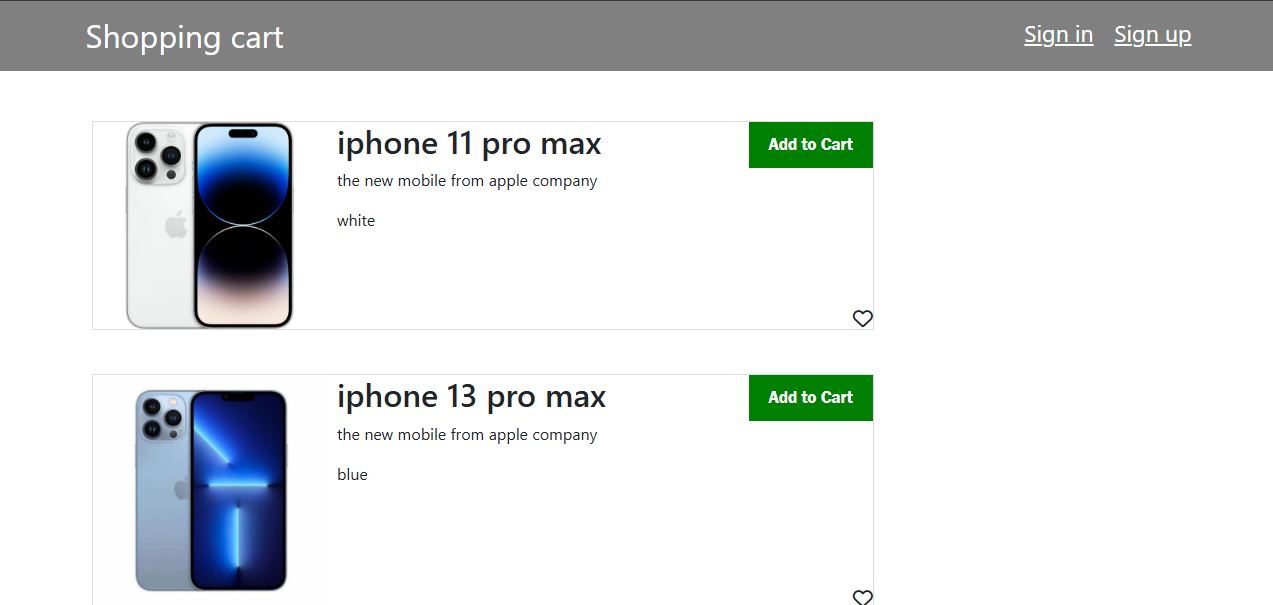 Shopping cart
Sign in Sign up
iphone 11 pro max
Add to Cart
the new mobile from apple company
white
iphone 13 pro max
Add to Cart
the new mobile from apple company
blue